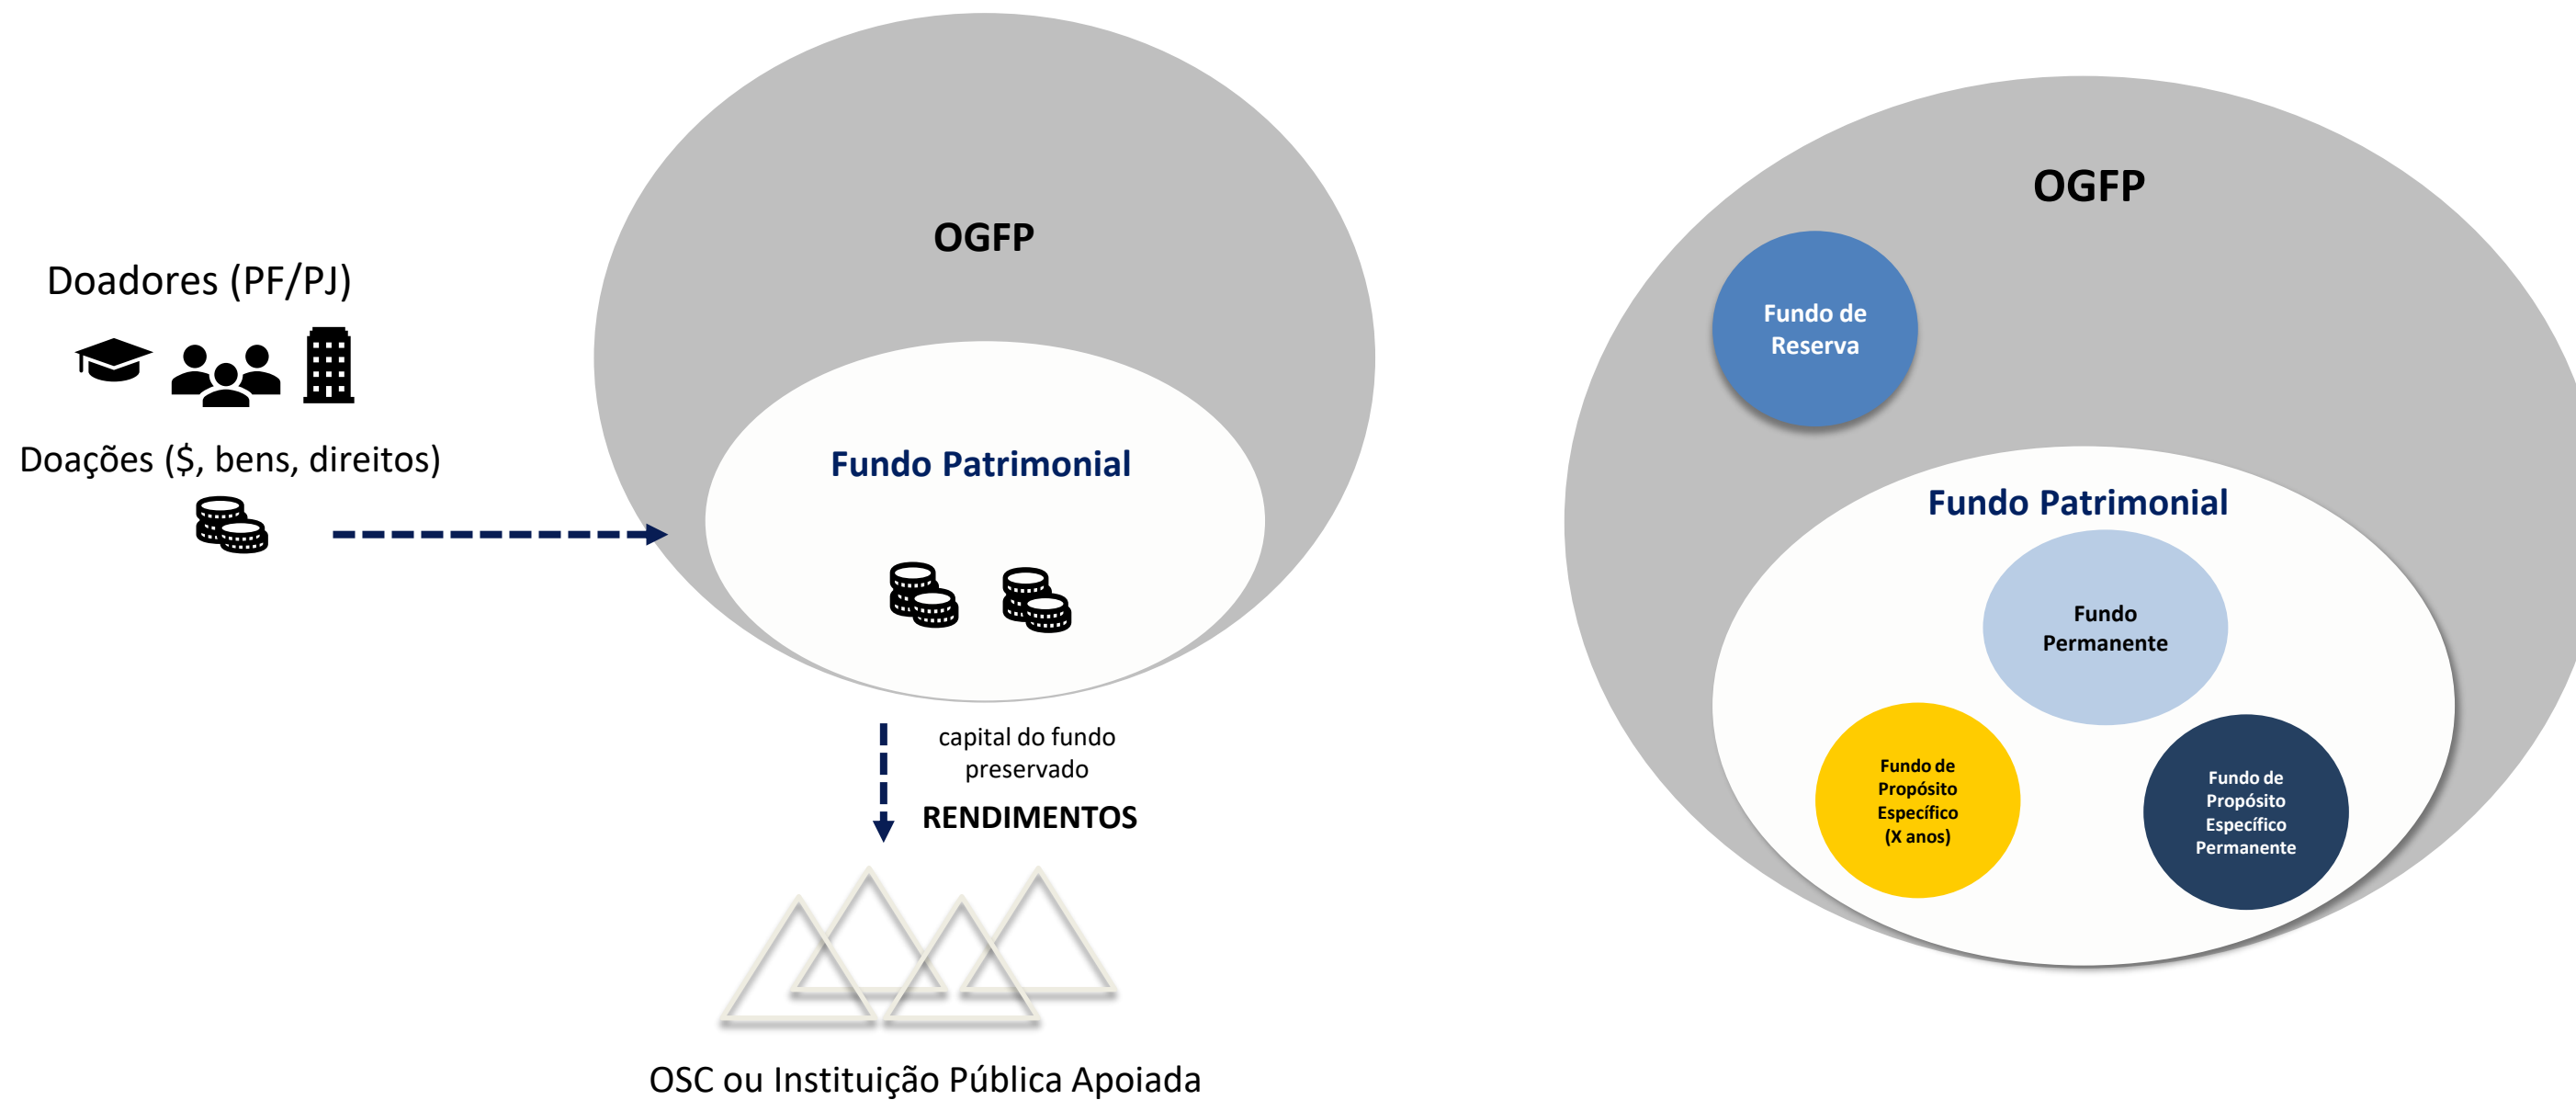 Doadores (PF/PJ)
Doações ($, bens, direitos)
OGFP
Fundo Patrimonial
capital do fundo
preservado
RENDIMENTOS
OSC ou Instituição Pública Apoiada
OGFP
Fundo de
Reserva
Fundo Patrimonial
Fundo
Permanente
Fundo de
Propósito
Específico
(X anos)
Fundo de
Propósito
Específico
Permanente